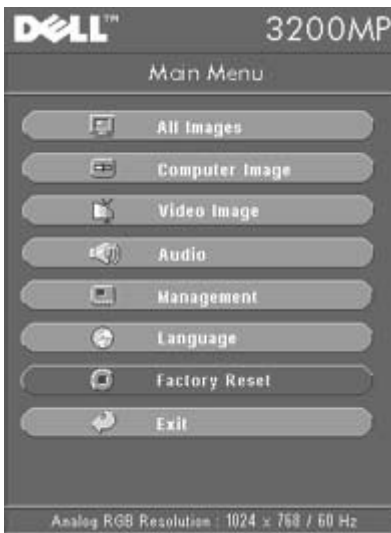 DELL™ 3200MP
Main Menu
All Images
Computer Image
Video Image
Audio
Management
Language
Factory Reset
Exit
Analog RGB Resolution : 1024 x 768 / 60 Hz